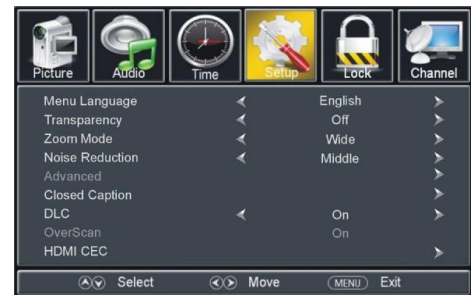 Picture Audio Time Setup Lock Channel
Menu Language English
Transparency Off
Zoom Mode Wide
Noise Reduction Middle
Advanced
Closed Caption
DLC On
OverScan On
HDMI CEC
Select Move MENU Exit